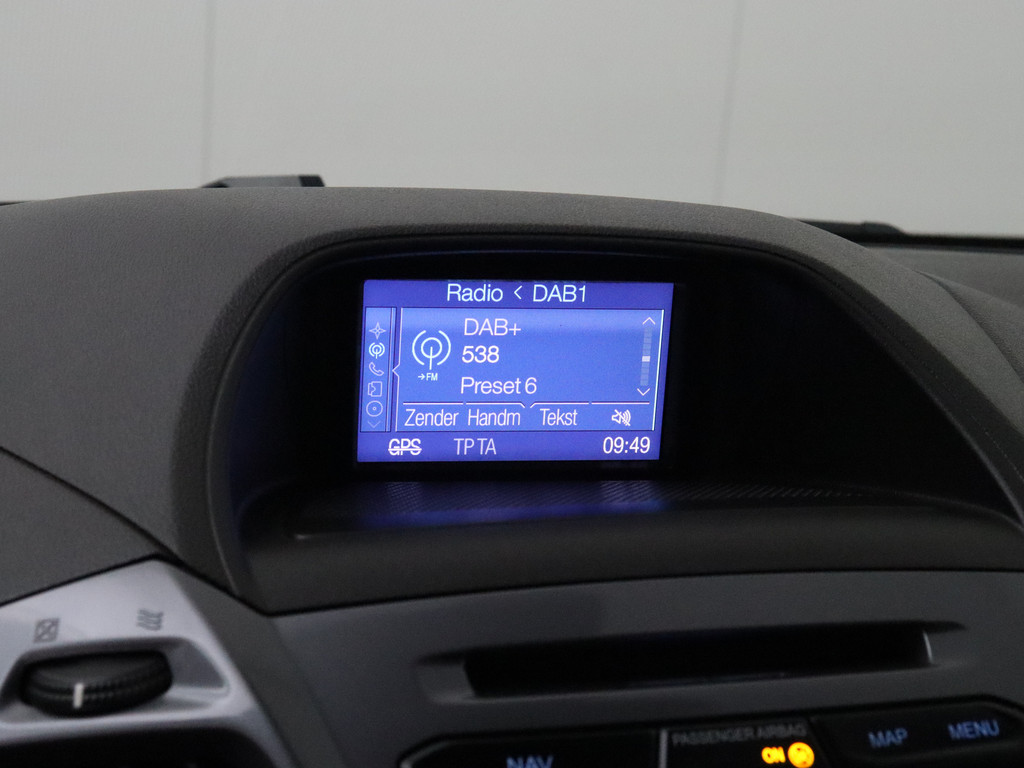 Radio < DAB1
DAB+
538
→FM
Preset 6
Zender Handm Tekst
GPS TP TA 09:49
PASSENGER AIRBAG
NAV ON MAP MENU